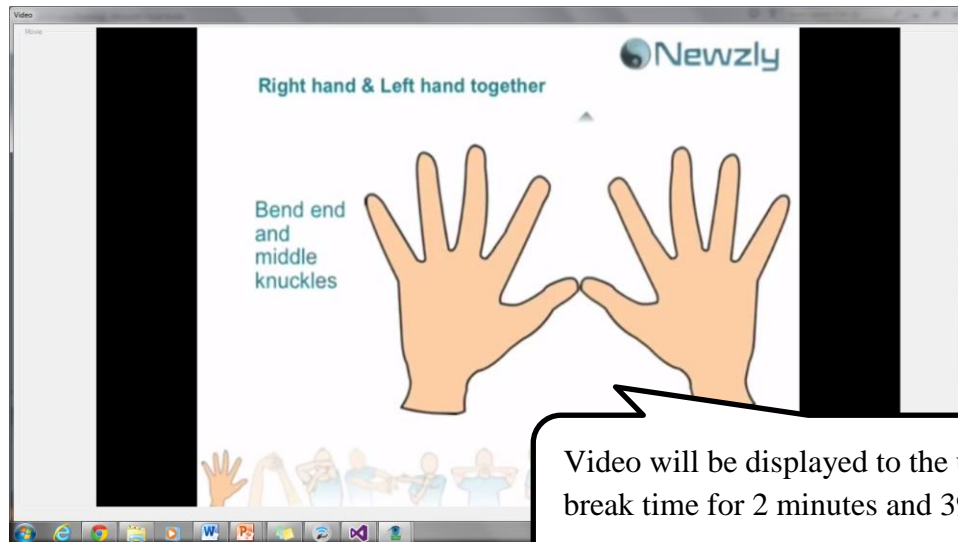 Video
Movie
Newzly
Right hand & Left hand together
Bend end
and
middle
knuckles
Video will be displayed to the
break time for 2 minutes and